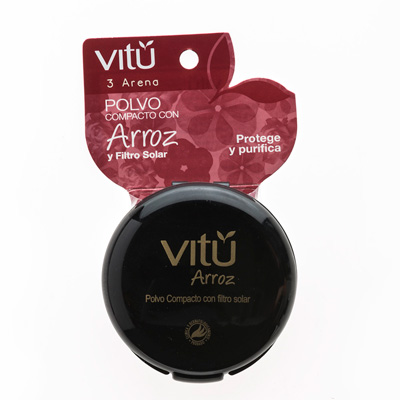 vitú
3 Arena
POLVO
COMPACTO CON
Arroz
y Filtro Solar
Protege
y purifica
vitú
Arroz
Polvo Compacto con filtro solar